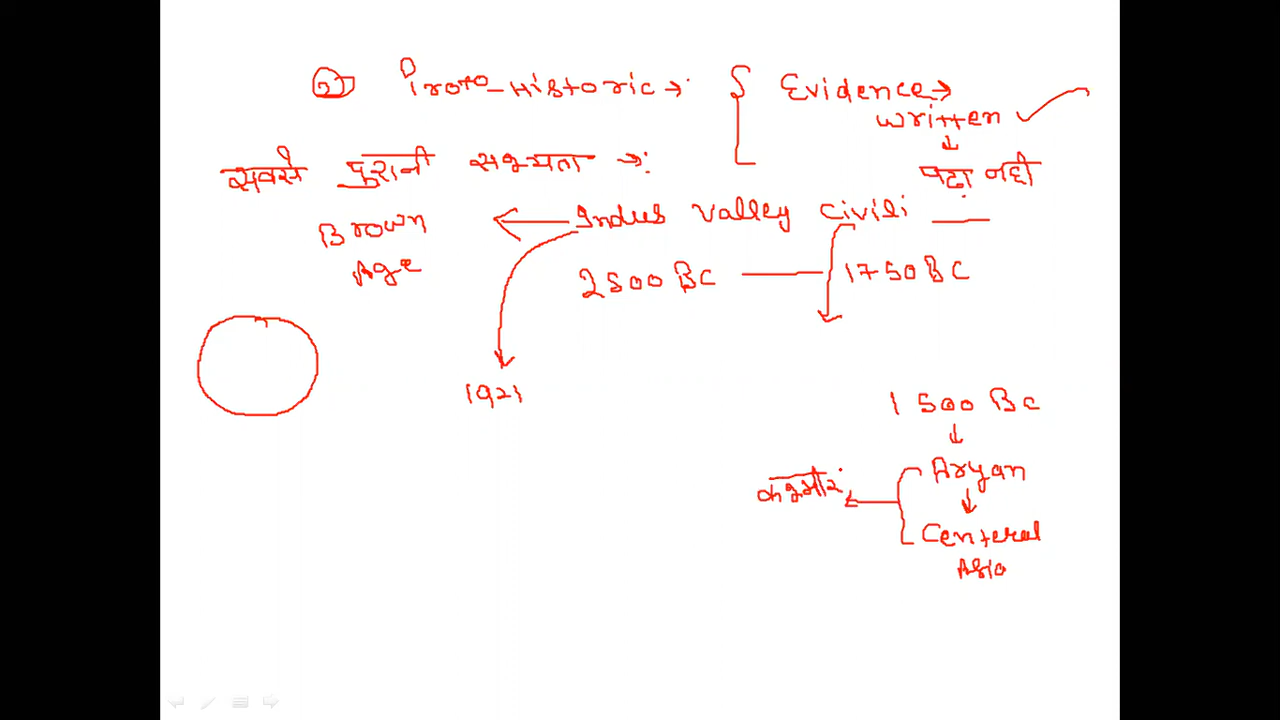 ② Proto-Historic → Evidence →
written ✓
↓
सबसे पुरानी सभ्यता → पढा नही
Brown Age ← Indus Valley Civili —
2500 BC — 1750 BC
1921
1500 BC
↓
Aryan
↓
Centeral
Asia